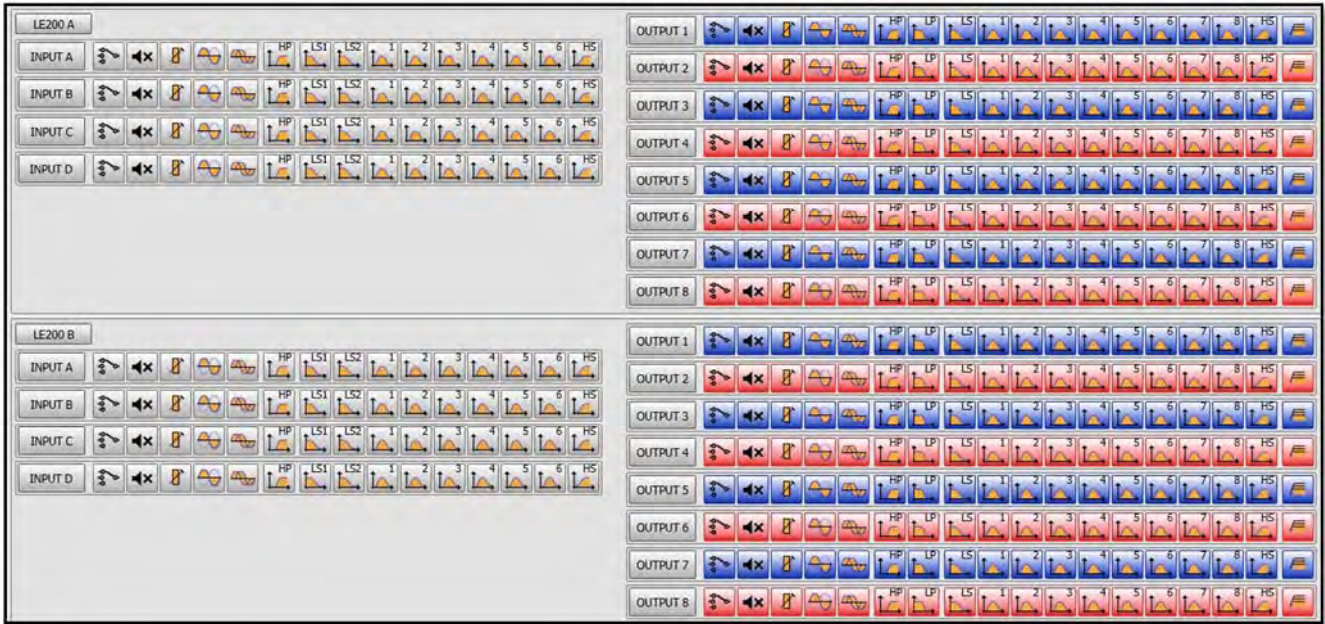 LE200 A
INPUT A HP LS1 LS2 1 2 3 4 5 6 HS
INPUT B HP LS1 LS2 1 2 3 4 5 6 HS
INPUT C HP LS1 LS2 1 2 3 4 5 6 HS
INPUT D HP LS1 LS2 1 2 3 4 5 6 HS
OUTPUT 1 HP LP LS 1 2 3 4 5 6 7 8 HS
OUTPUT 2 HP LP LS 1 2 3 4 5 6 7 8 HS
OUTPUT 3 HP LP LS 1 2 3 4 5 6 7 8 HS
OUTPUT 4 HP LP LS 1 2 3 4 5 6 7 8 HS
OUTPUT 5 HP LP LS 1 2 3 4 5 6 7 8 HS
OUTPUT 6 HP LP LS 1 2 3 4 5 6 7 8 HS
OUTPUT 7 HP LP LS 1 2 3 4 5 6 7 8 HS
OUTPUT 8 HP LP LS 1 2 3 4 5 6 7 8 HS
LE200 B
INPUT A HP LS1 LS2 1 2 3 4 5 6 HS
INPUT B HP LS1 LS2 1 2 3 4 5 6 HS
INPUT C HP LS1 LS2 1 2 3 4 5 6 HS
INPUT D HP LS1 LS2 1 2 3 4 5 6 HS
OUTPUT 1 HP LP LS 1 2 3 4 5 6 7 8 HS
OUTPUT 2 HP LP LS 1 2 3 4 5 6 7 8 HS
OUTPUT 3 HP LP LS 1 2 3 4 5 6 7 8 HS
OUTPUT 4 HP LP LS 1 2 3 4 5 6 7 8 HS
OUTPUT 5 HP LP LS 1 2 3 4 5 6 7 8 HS
OUTPUT 6 HP LP LS 1 2 3 4 5 6 7 8 HS
OUTPUT 7 HP LP LS 1 2 3 4 5 6 7 8 HS
OUTPUT 8 HP LP LS 1 2 3 4 5 6 7 8 HS